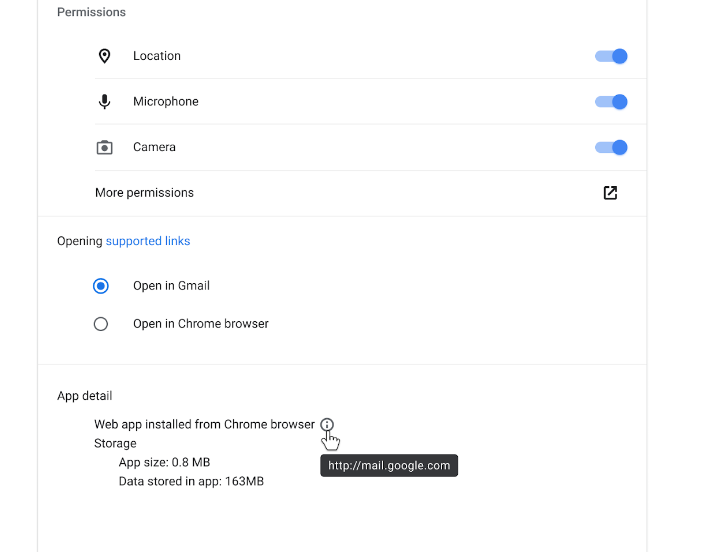 Permissions
Location
Microphone
Camera
More permissions
Opening supported links
Open in Gmail
Open in Chrome browser
App detail
Web app installed from Chrome browser
Storage
http://mail.google.com
App size: 0.8 MB
Data stored in app: 163MB